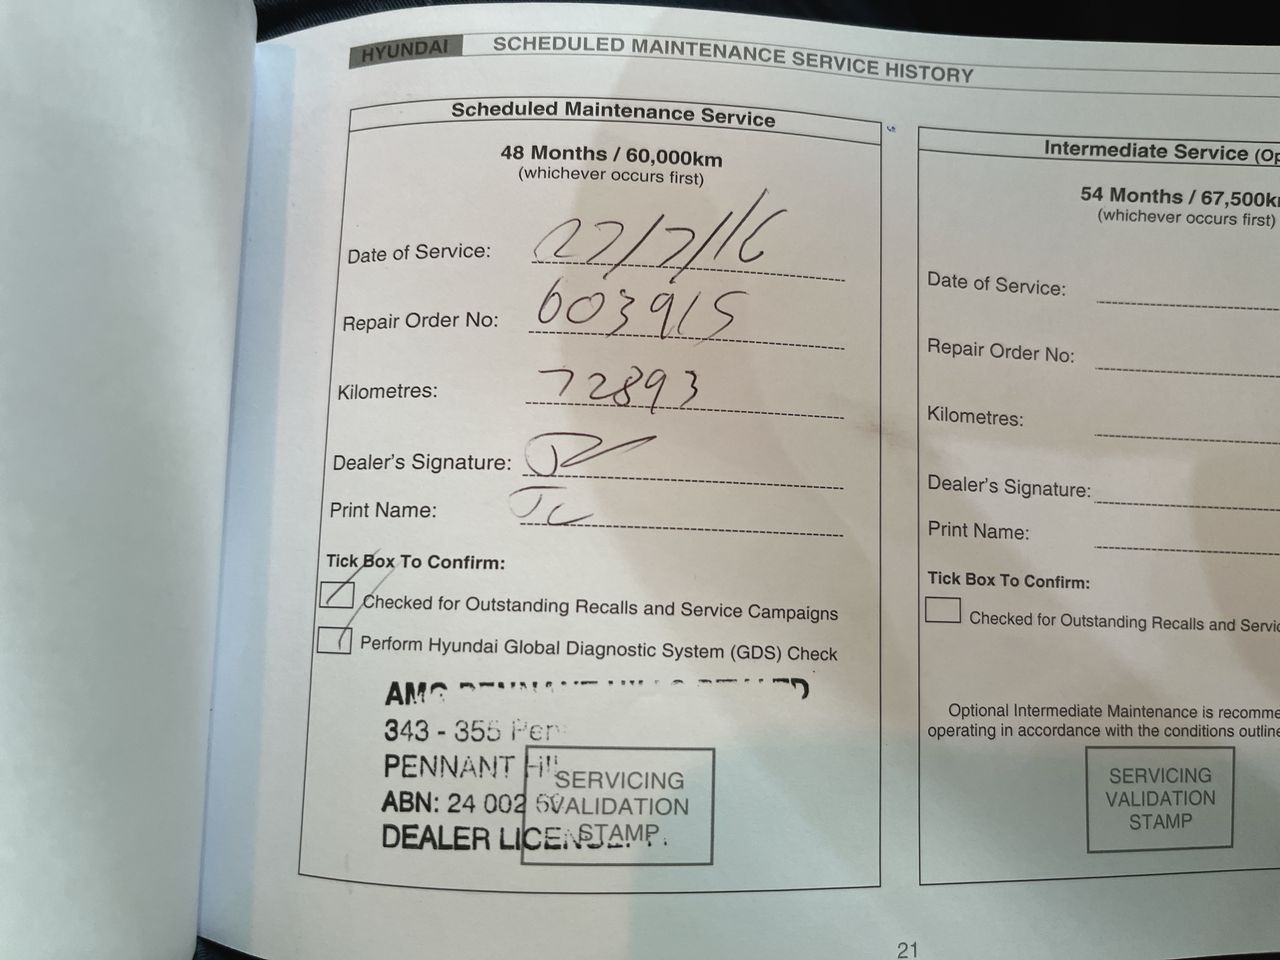 HYUNDAI
SCHEDULED MAINTENANCE SERVICE HISTORY
Scheduled Maintenance Service
48 Months / 60,000km
(whichever occurs first)
Date of Service: 27/7/16
Repair Order No: 603915
Kilometres: 72893
Dealer's Signature:
Print Name:
Tick Box To Confirm:
Checked for Outstanding Recalls and Service Campaigns
Perform Hyundai Global Diagnostic System (GDS) Check
343 - 355
PENNANT
ABN: 24 002
DEALER
SERVICING
VALIDATION
STAMP
Intermediate Service
54 Months / 67,500k
(whichever occurs first)
Date of Service:
Repair Order No:
Kilometres:
Dealer's Signature:
Print Name:
Tick Box To Confirm:
Checked for Outstanding Recalls and
Optional Intermediate Maintenance is
operating in accordance with the conditions
SERVICING
VALIDATION
STAMP
21